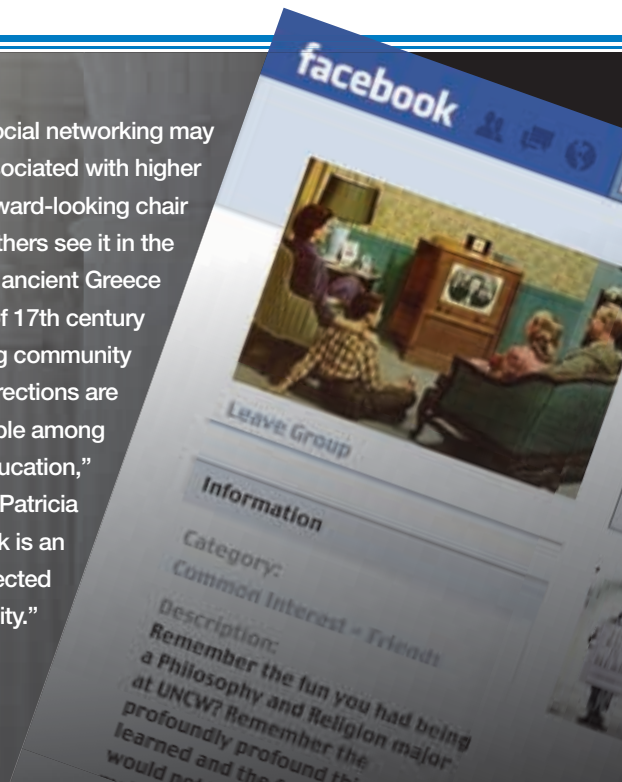 ocial networking may
sociated with higher
ward-looking chair
thers see it in the
ancient Greece
f 17th century
g community
rections are
ple among
ucation,”
Patricia
k is an
ected
ity.”
facebook
Leave Group
Information
Category:
Common Interest - Friends
Description:
Remember the fun you had being
a Philosophy and Religion major
at UNCW? Remember the
profoundly profound
learned and the
would